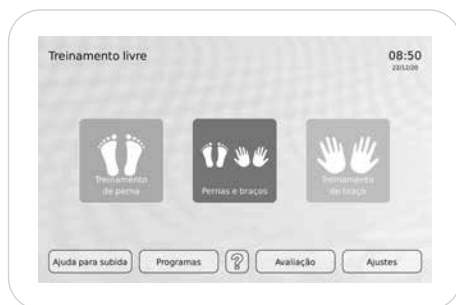 Treinamento livre
08:50
22/12/20
Treinamento
de perna
Pernas e braços
Treinamento
de braço
Ajuda para subida
Programas
?
Avaliação
Ajustes